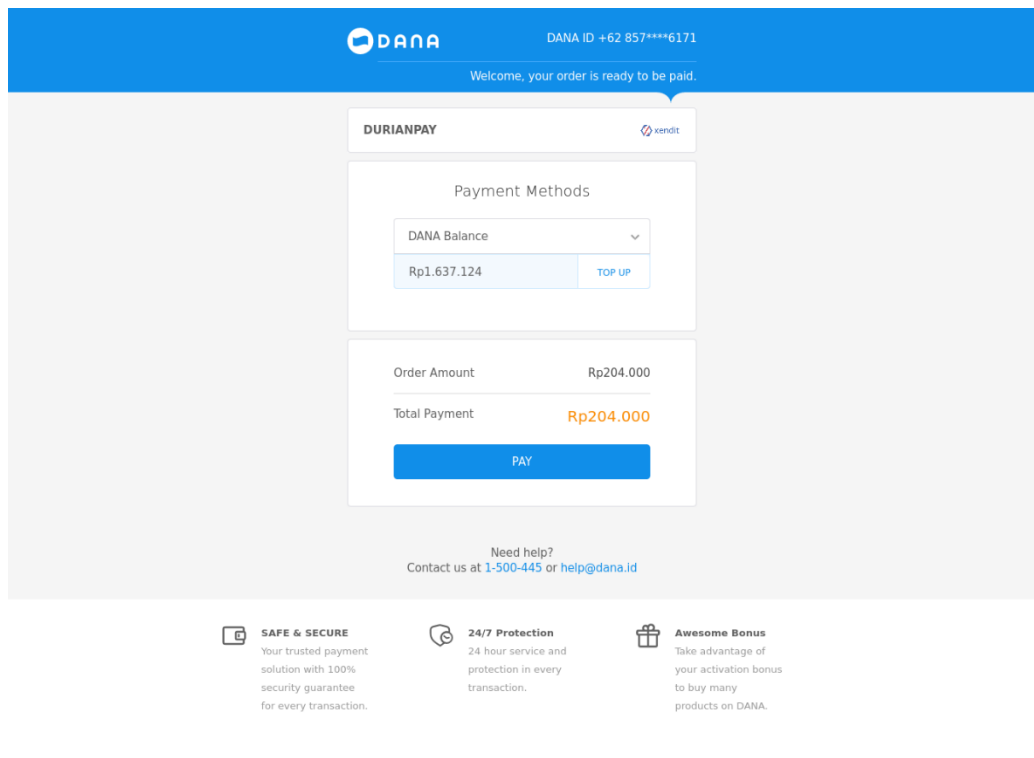 DANA
DANA ID +62 857****6171
Welcome, your order is ready to be paid.
DURIANPAY
xendit
Payment Methods
DANA Balance
Rp1.637.124
TOP UP
Order Amount
Rp204.000
Total Payment
Rp204.000
PAY
Need help?
Contact us at 1-500-445 or help@dana.id
SAFE & SECURE
Your trusted payment
solution with 100%
security guarantee
for every transaction.
24/7 Protection
24 hour service and
protection in every
transaction.
Awesome Bonus
Take advantage of
your activation bonus
to buy many
products on DANA.